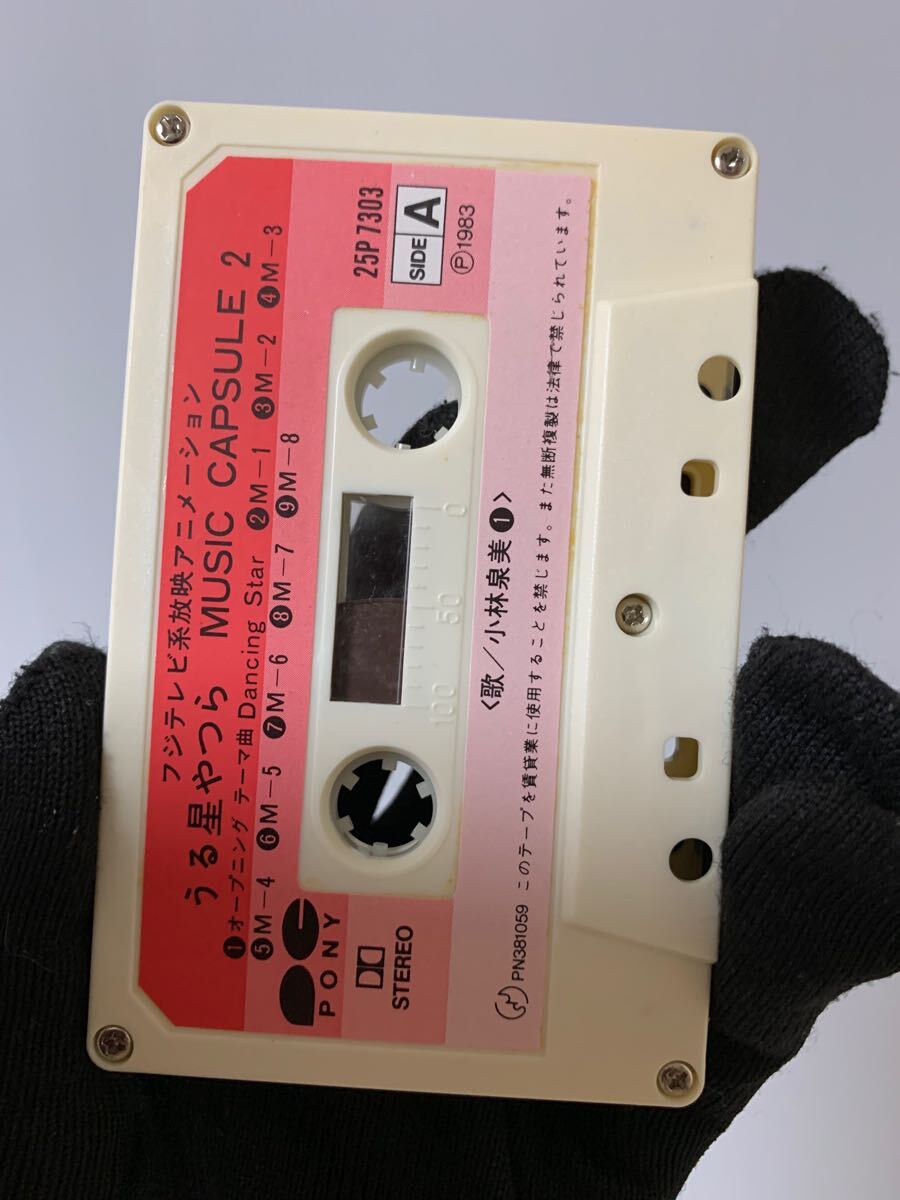 フジテレビ系放映アニメーション
うる星やつら MUSIC CAPSULE 2
❶オープニング テーマ曲 Dancing Star ❷M−1 ❸M−2 ❹M−3
❺M−4 ❻M−5 ❼M−6 ❽M−7 ❾M−8
PONY
25P7303
STEREO
SIDE A
Ⓟ1983
100 50 0
〈歌／小林泉美❶〉
PN381059 このテープを賃貸業に使用することを禁じます。また無断複製は法律で禁じられています。